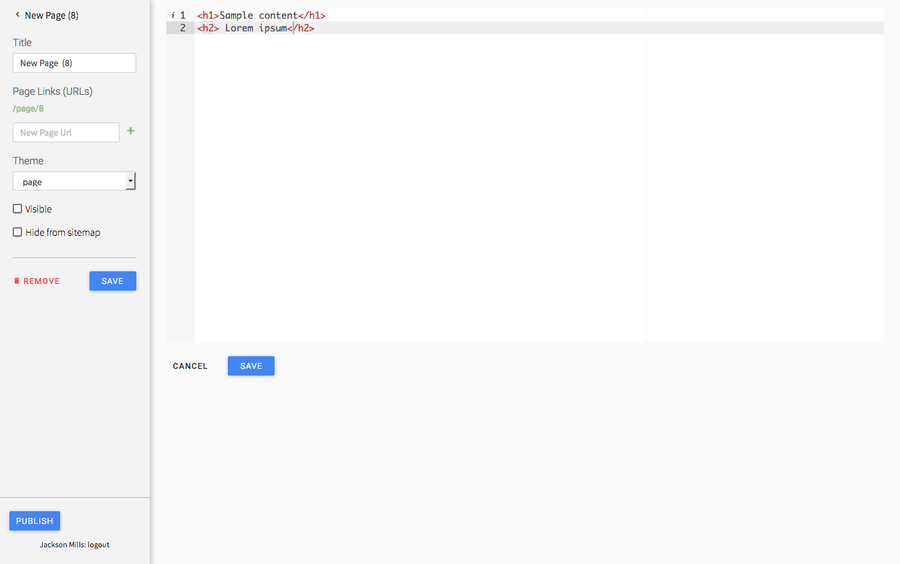 New Page (8)
Title
New Page (8)
Page Links (URLs)
/page/8
New Page Url
+
Theme
page
Visible
Hide from sitemap
REMOVE
SAVE
PUBLISH
Jackson Mills: logout
i 1 <h1>Sample content</h1>
2 <h2> Lorem ipsum</h2>
CANCEL
SAVE